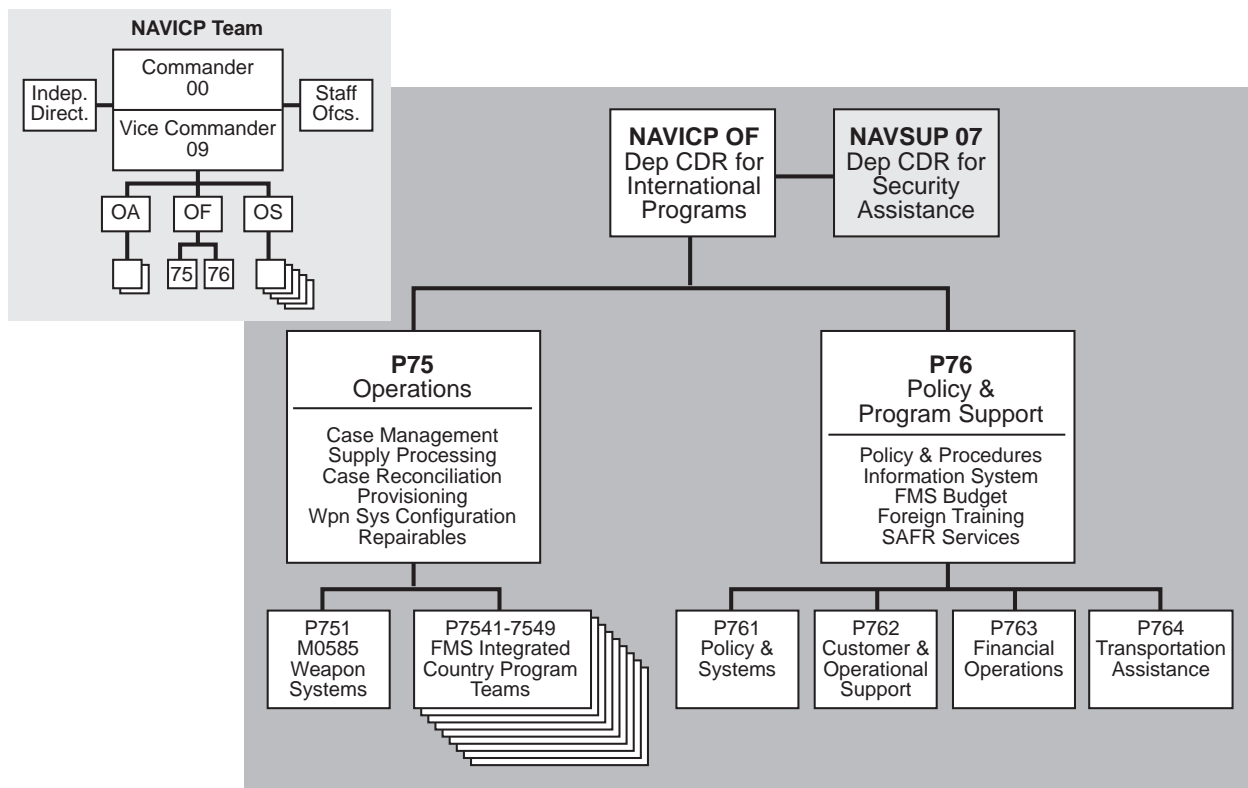 NAVICP Team
Commander
00
Vice Commander
09
Indep.
Direct.
Staff
Ofcs.
OA
OF
OS
75
76
NAVICP OF
Dep CDR for
International
Programs
NAVSUP 07
Dep CDR for
Security
Assistance
P75
Operations
Case Management
Supply Processing
Case Reconciliation
Provisioning
Wpn Sys Configuration
Repairables
P76
Policy &
Program Support
Policy & Procedures
Information System
FMS Budget
Foreign Training
SAFR Services
P751
M0585
Weapon
Systems
P7541-7549
FMS Integrated
Country Program
Teams
P761
Policy &
Systems
P762
Customer &
Operational
Support
P763
Financial
Operations
P764
Transportation
Assistance